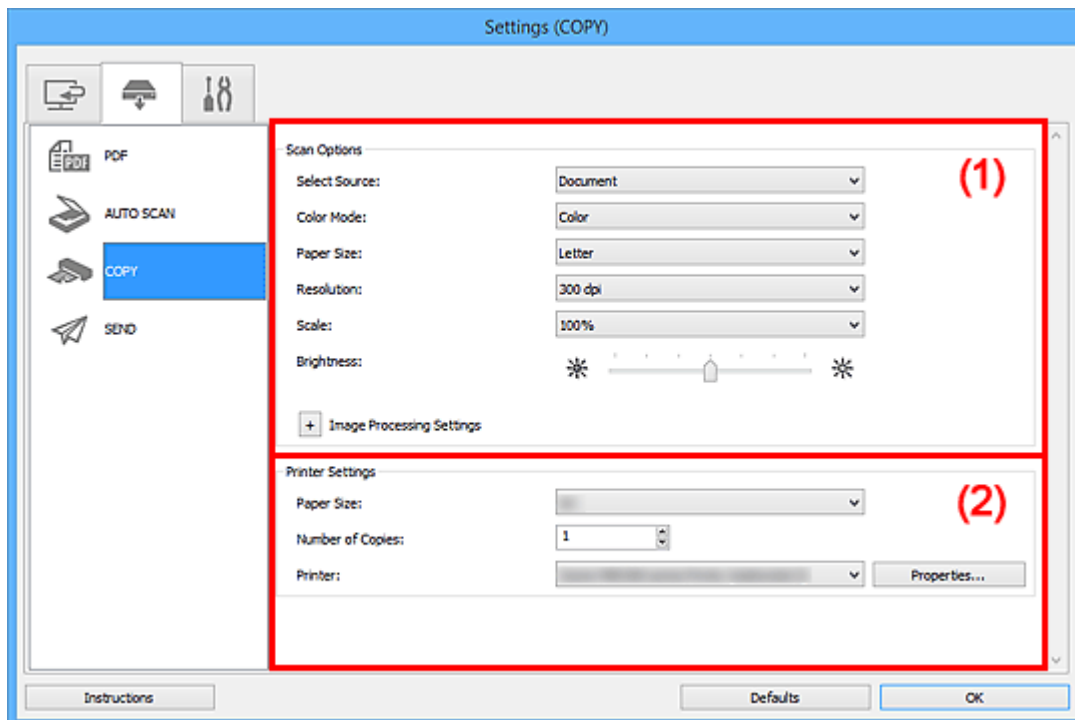 Settings (COPY)
PDF
PDF
AUTO SCAN
COPY
SEND
Scan Options
(1)
Select Source: Document
Color Mode: Color
Paper Size: Letter
Resolution: 300 dpi
Scale: 100%
Brightness:
+ Image Processing Settings
Printer Settings
(2)
Paper Size:
Number of Copies: 1
Printer: Properties...
Instructions Defaults OK